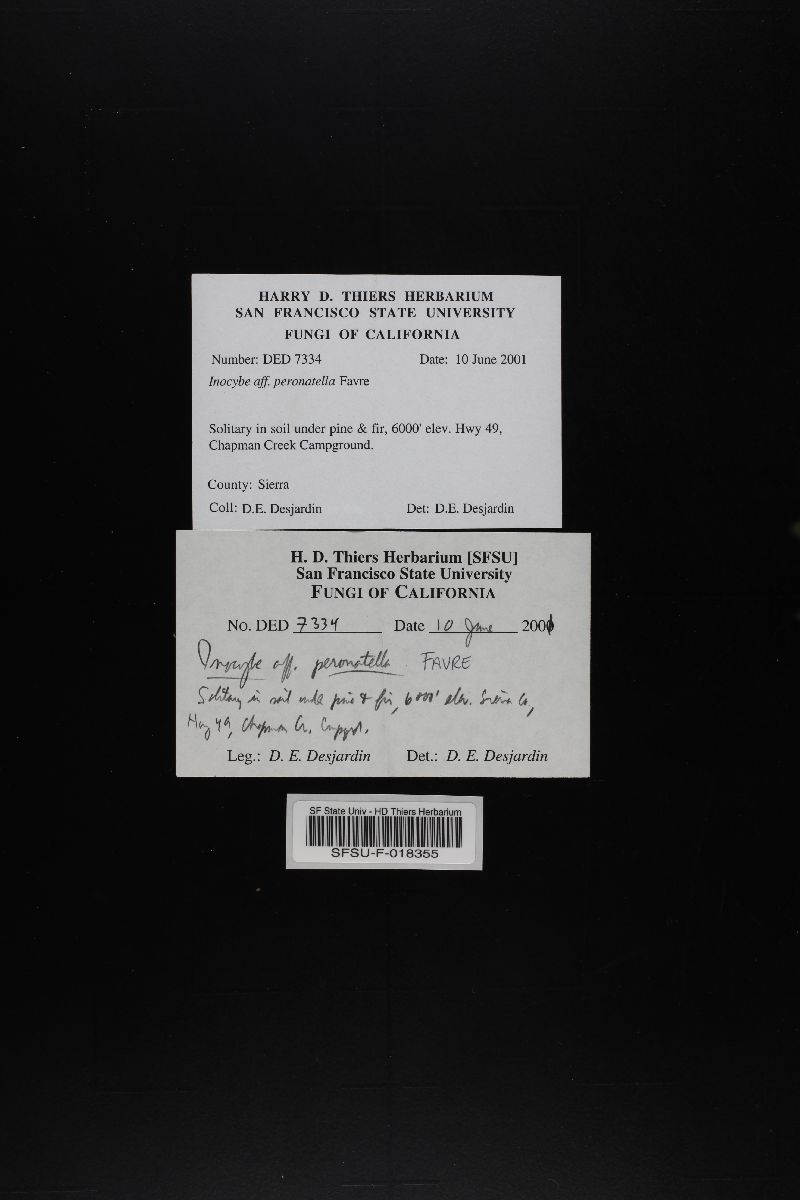 HARRY D. THIERS HERBARIUM
SAN FRANCISCO STATE UNIVERSITY
FUNGI OF CALIFORNIA
Number: DED 7334 Date: 10 June 2001
Inocybe aff. peronatella Favre
Solitary in soil under pine & fir, 6000' elev. Hwy 49,
Chapman Creek Campground.
County: Sierra
Coll: D.E. Desjardin Det: D.E. Desjardin
H. D. Thiers Herbarium [SFSU]
San Francisco State University
FUNGI OF CALIFORNIA
No. DED 7334 Date 10 June 2001
Inocybe aff. peronatella FAVRE
Solitary in soil under pine & fir, 6000' elev. Sierra Co,
Hwy 49, Chapman Cr. Cmpgd.
Leg.: D. E. Desjardin Det.: D. E. Desjardin
SF State Univ - HD Thiers Herbarium
SFSU-F-018355